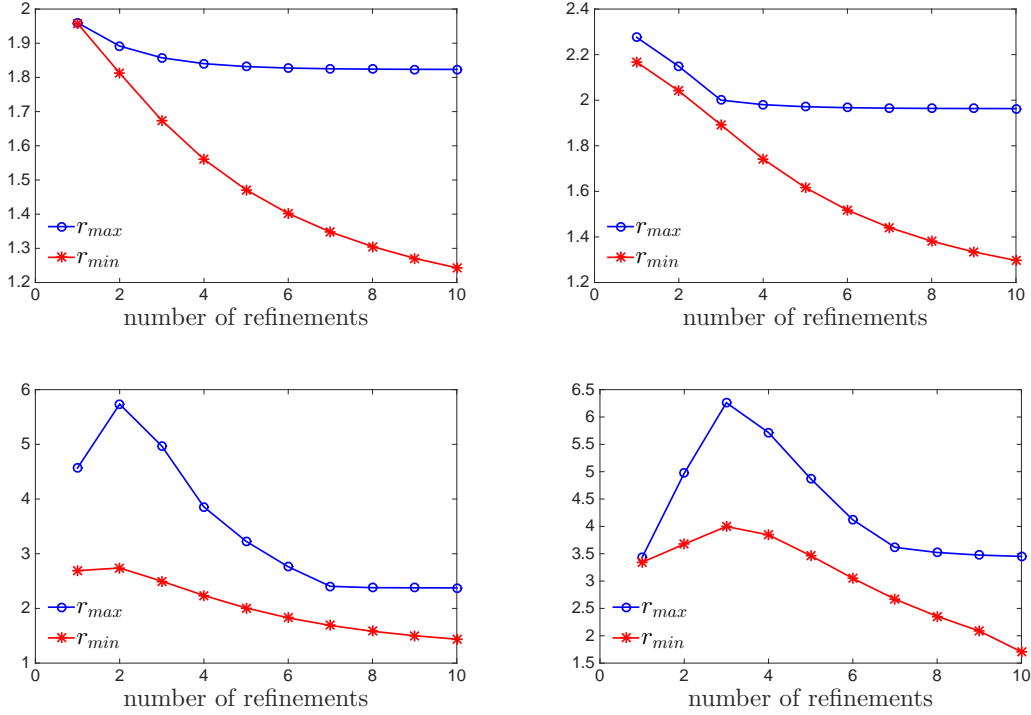 2
1.9
1.8
1.7
1.6
1.5
1.4
1.3
1.2
r_max
r_min
0 2 4 6 8 10
number of refinements
2.4
2.2
2
1.8
1.6
1.4
1.2
r_max
r_min
0 2 4 6 8 10
number of refinements
6
5
4
3
2
1
r_max
r_min
0 2 4 6 8 10
number of refinements
6.5
6
5.5
5
4.5
4
3.5
3
2.5
2
1.5
r_max
r_min
0 2 4 6 8 10
number of refinements